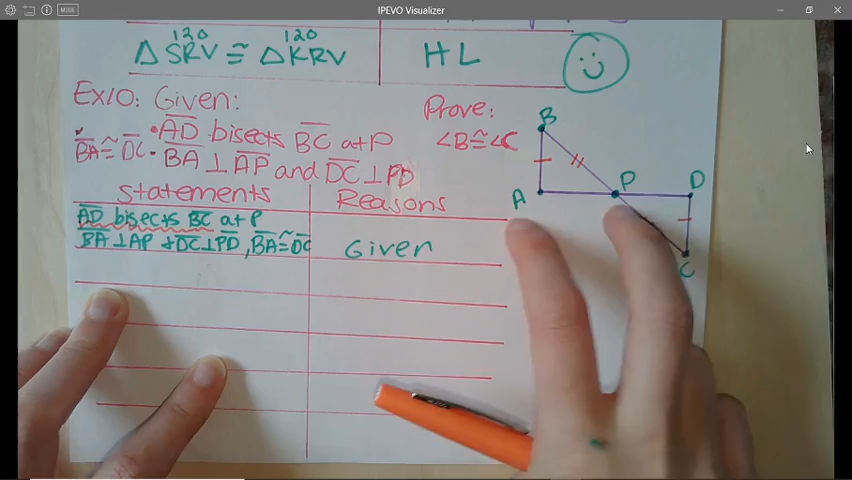 MODE
IPEVO Visualizer
120 120
Δ SRV ≅ Δ KRV HL
EX10: Given:
Prove:
• AD bisects BC at P
∠B≅∠C
BA≅DC • BA ⊥ AP and DC ⊥ PD
Statements Reasons
AD bisects BC at P
BA⊥AP + DC⊥PD, BA≅DC Given
B
A
P
D
C